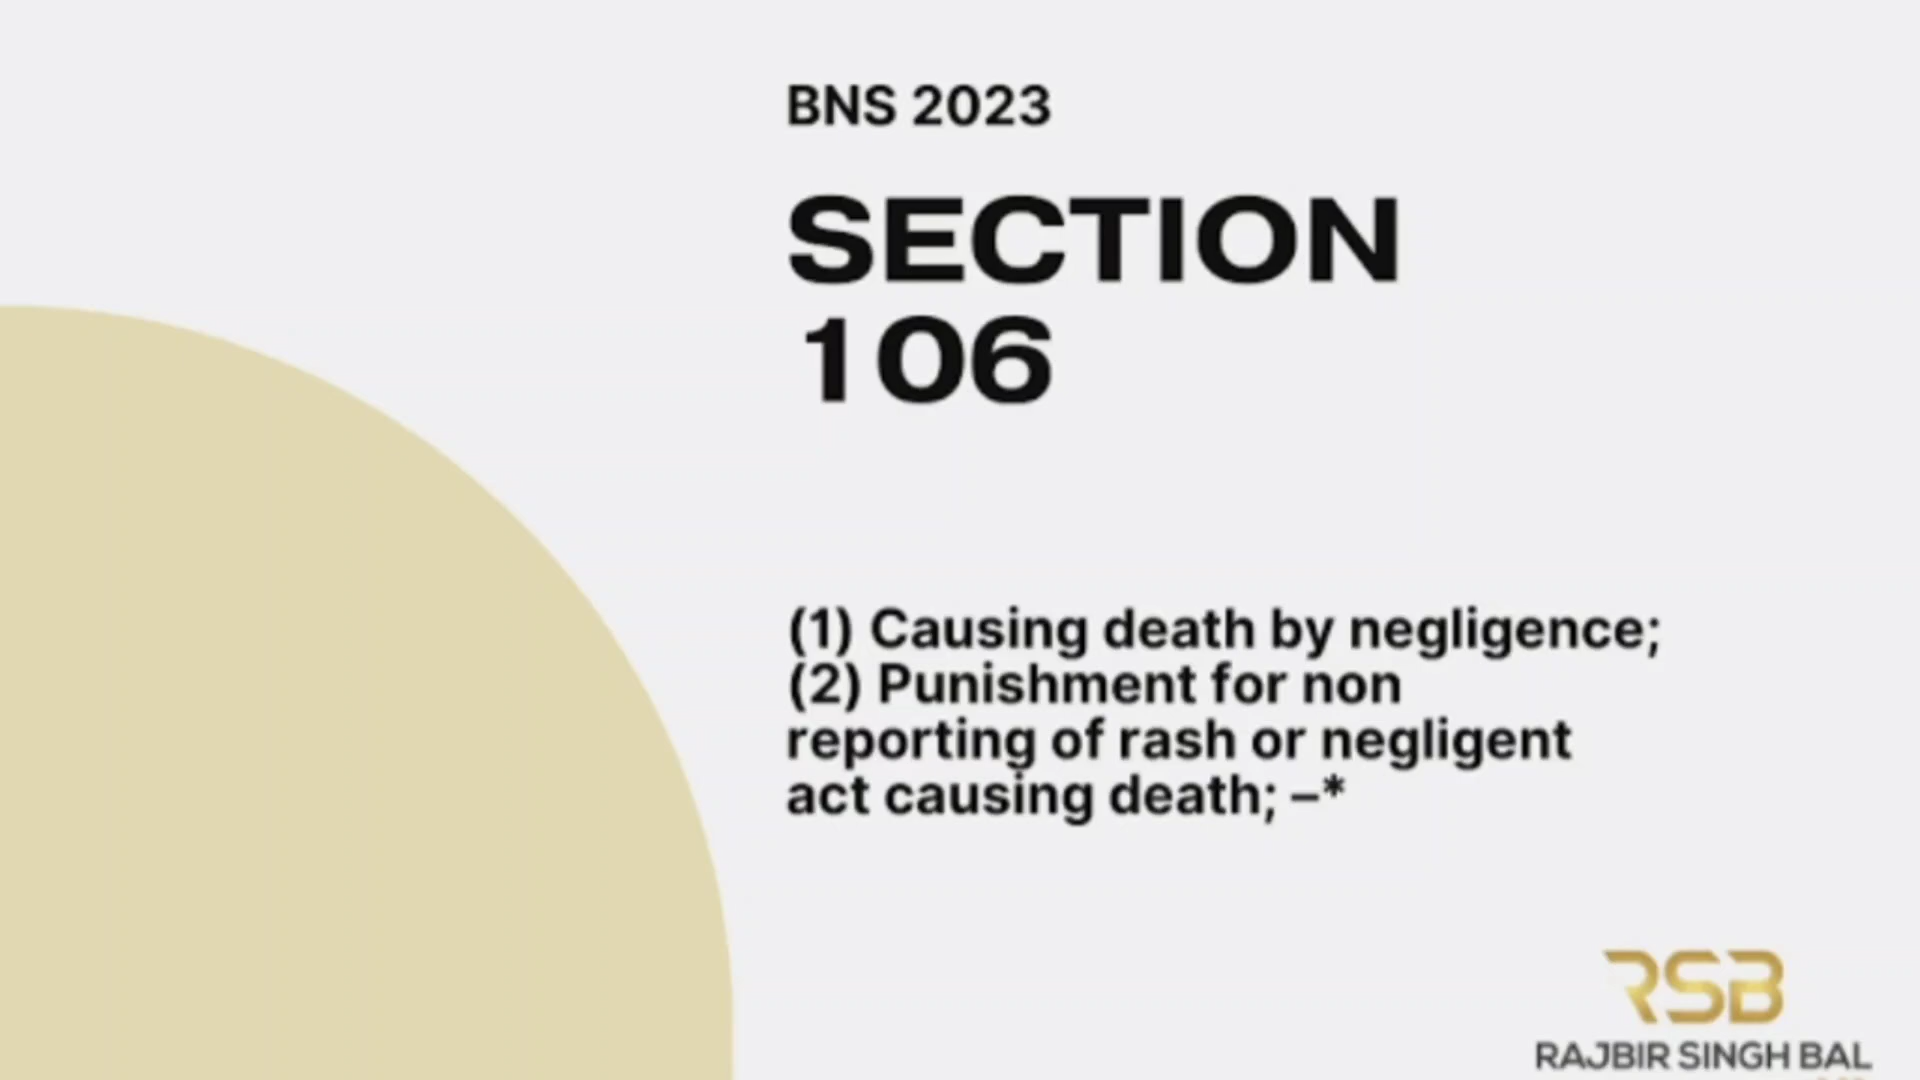 BNS 2023
SECTION
106
(1) Causing death by negligence;
(2) Punishment for non
reporting of rash or negligent
act causing death; –*
RSB
RAJBIR SINGH BAL